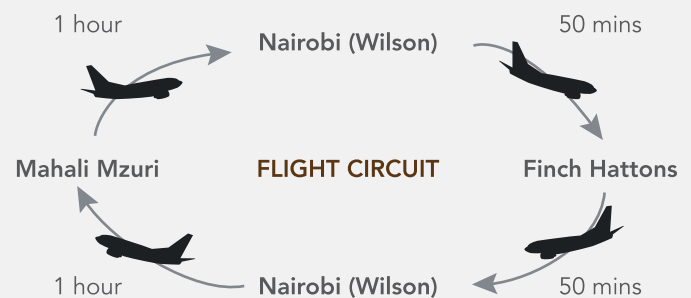 1 hour
Nairobi (Wilson)
50 mins
Mahali Mzuri
FLIGHT CIRCUIT
Finch Hattons
1 hour
Nairobi (Wilson)
50 mins